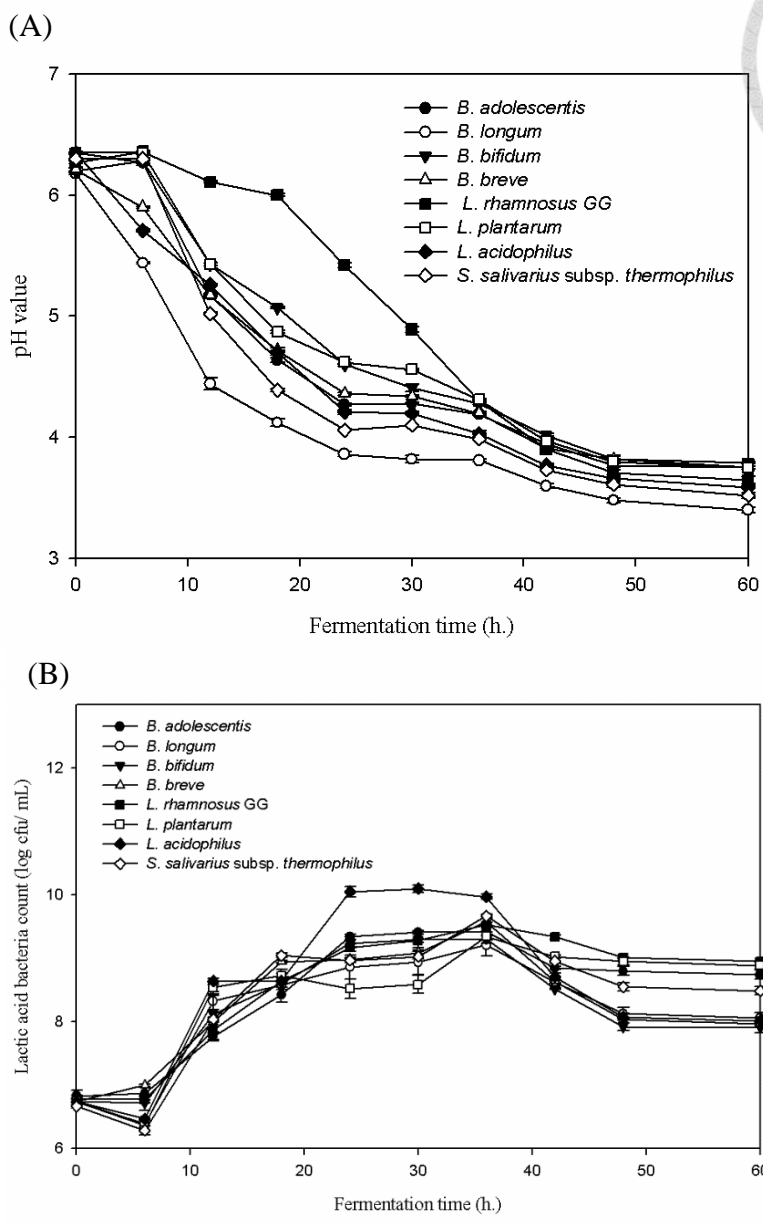 (A)
7
6
5
4
3
pH value
B. adolescentis
B. longum
B. bifidum
B. breve
L. rhamnosus GG
L. plantarum
L. acidophilus
S. salivarius subsp. thermophilus
0 10 20 30 40 50 60
Fermentation time (h.)
(B)
12
10
8
6
Lactic acid bacteria count (log cfu/ mL)
B. adolescentis
B. longum
B. bifidum
B. breve
L. rhamnosus GG
L. plantarum
L. acidophilus
S. salivarius subsp. thermophilus
0 10 20 30 40 50 60
Fermentation time (h.)